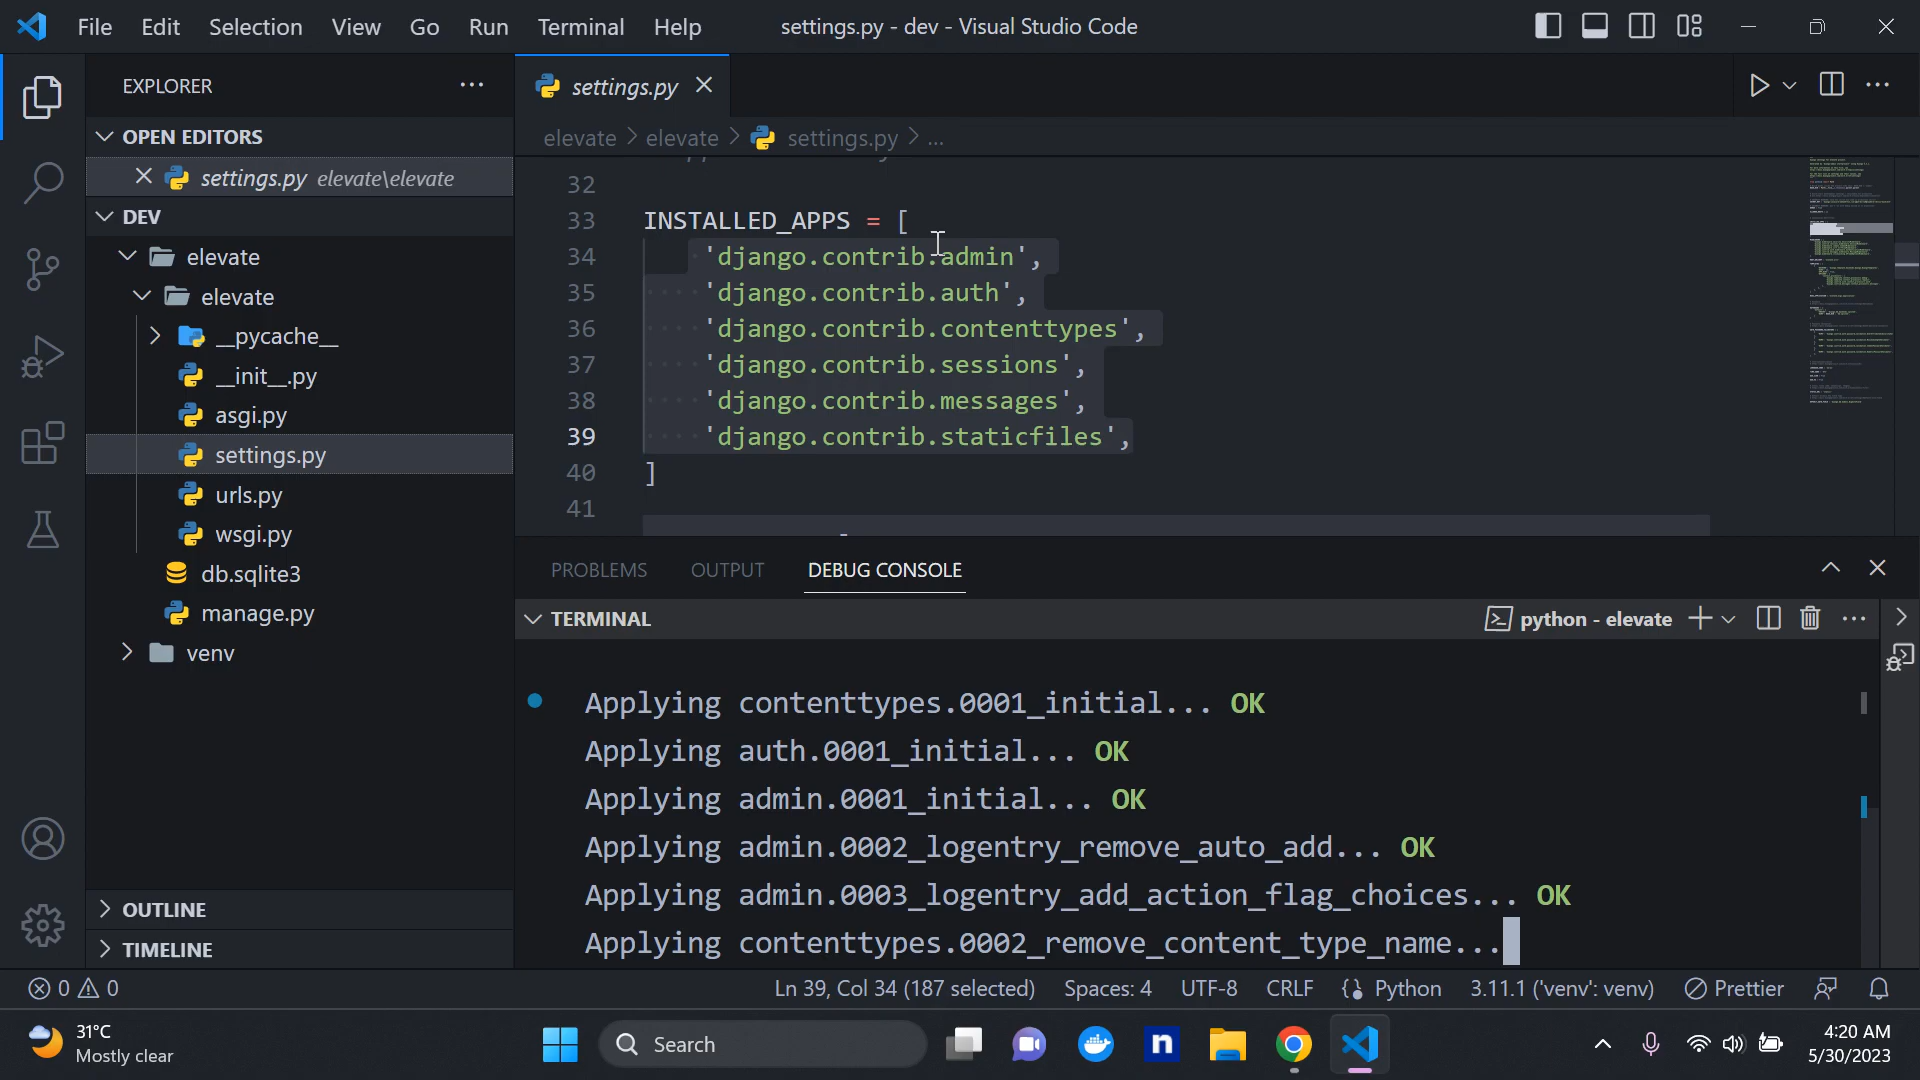 File Edit Selection View Go Run Terminal Help
settings.py - dev - Visual Studio Code
EXPLORER
OPEN EDITORS
settings.py elevate\elevate
DEV
elevate
elevate
__pycache__
__init__.py
asgi.py
settings.py
urls.py
wsgi.py
db.sqlite3
manage.py
venv
OUTLINE
TIMELINE
settings.py
elevate > elevate > settings.py > ...
32
33 INSTALLED_APPS = [
34 'django.contrib.admin',
35 'django.contrib.auth',
36 'django.contrib.contenttypes',
37 'django.contrib.sessions',
38 'django.contrib.messages',
39 'django.contrib.staticfiles',
40 ]
41
PROBLEMS OUTPUT DEBUG CONSOLE
TERMINAL
python - elevate
Applying contenttypes.0001_initial... OK
Applying auth.0001_initial... OK
Applying admin.0001_initial... OK
Applying admin.0002_logentry_remove_auto_add... OK
Applying admin.0003_logentry_add_action_flag_choices... OK
Applying contenttypes.0002_remove_content_type_name...
0 0
Ln 39, Col 34 (187 selected) Spaces: 4 UTF-8 CRLF Python 3.11.1 ('venv': venv) Prettier
31°C
Mostly clear
Search
n
4:20 AM
5/30/2023